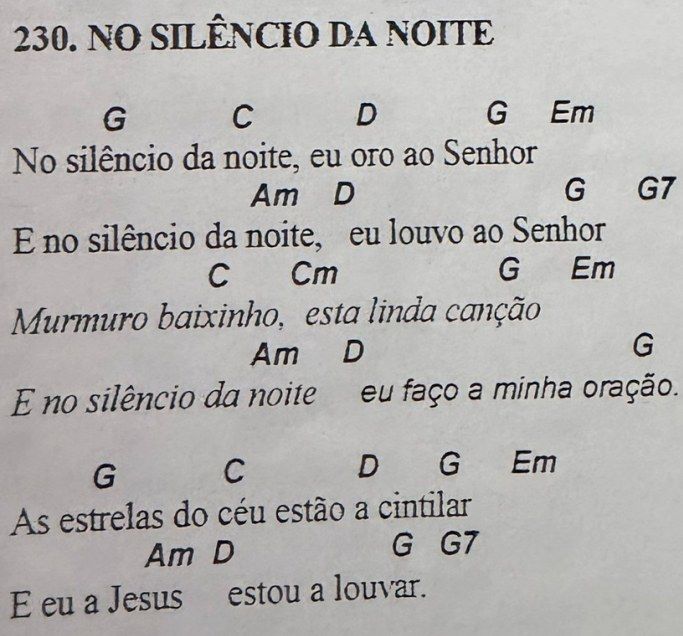 230. NO SILÊNCIO DA NOITE
G C D G Em
No silêncio da noite, eu oro ao Senhor
Am D G G7
E no silêncio da noite, eu louvo ao Senhor
C Cm G Em
Murmuro baixinho, esta linda canção
Am D G
E no silêncio da noite eu faço a minha oração.
G C D G Em
As estrelas do céu estão a cintilar
Am D G G7
E eu a Jesus estou a louvar.